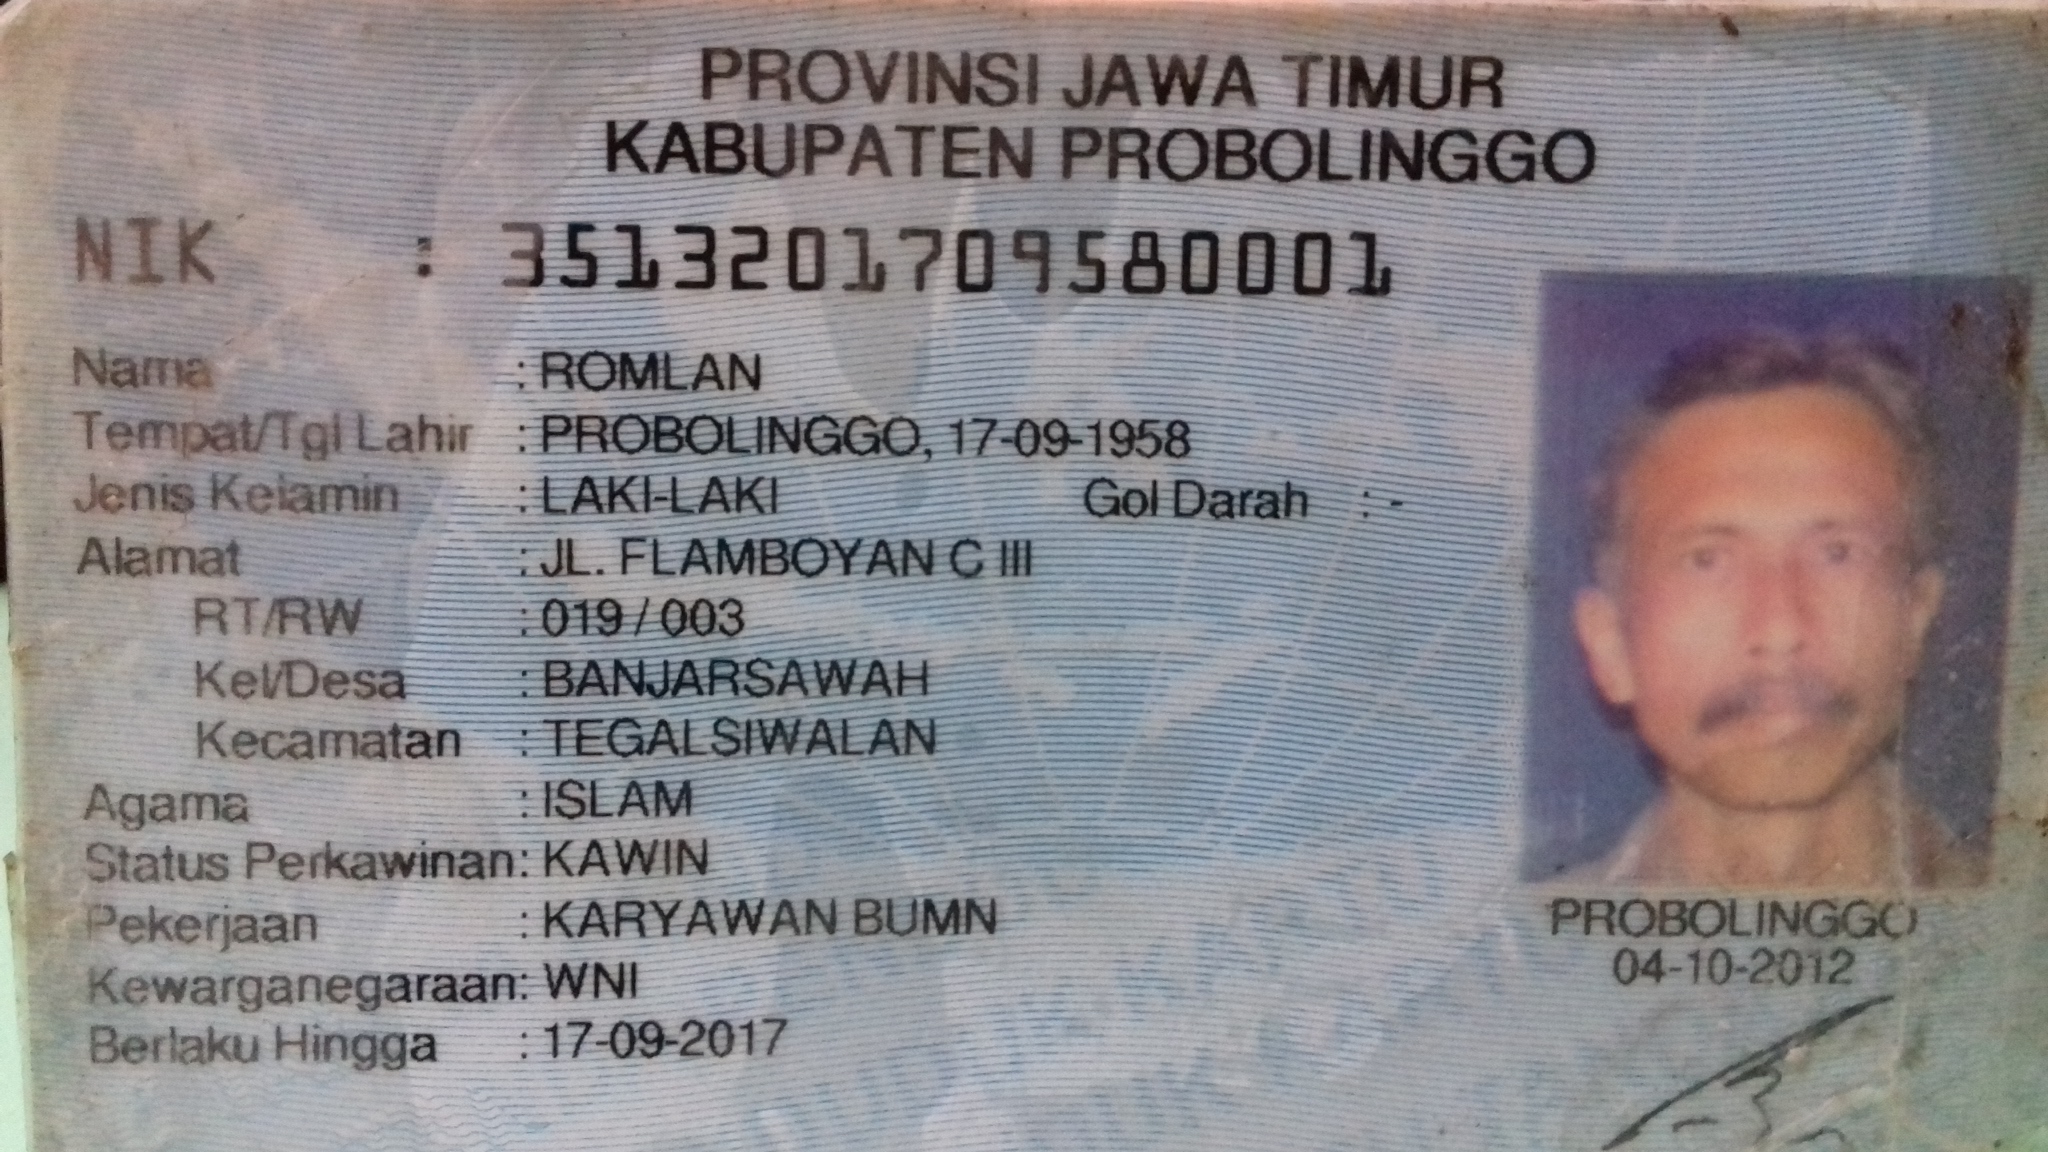 PROVINSI JAWA TIMUR
KABUPATEN PROBOLINGGO
NIK : 3513201709580001
Nama : ROMLAN
Tempat/Tgl Lahir : PROBOLINGGO, 17-09-1958
Jenis Kelamin : LAKI-LAKI Gol Darah : -
Alamat : JL. FLAMBOYAN C III
RT/RW : 019 / 003
Kel/Desa : BANJARSAWAH
Kecamatan : TEGALSIWALAN
Agama : ISLAM
Status Perkawinan: KAWIN
Pekerjaan : KARYAWAN BUMN
Kewarganegaraan: WNI
Berlaku Hingga : 17-09-2017
PROBOLINGGO
04-10-2012